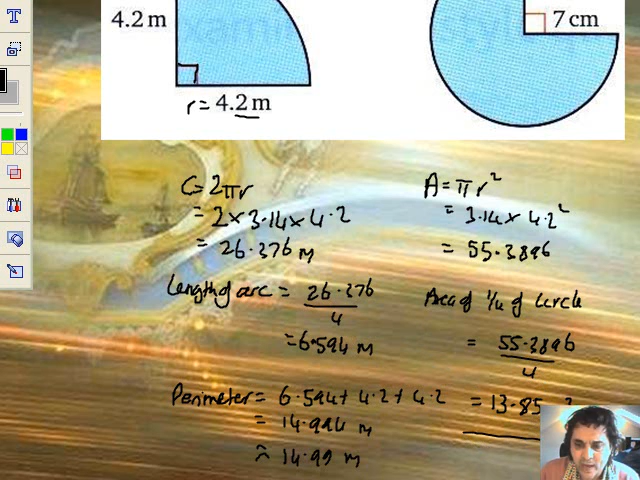 4.2 m
7 cm
r = 4.2 m
C = 2πr
= 2 × 3.14 × 4.2
= 26.376 m
Length of arc = 26.376
4
= 6.594 m
Perimeter = 6.594 + 4.2 + 4.2
= 14.994 m
≈ 14.99 m
A = πr²
= 3.14 × 4.2²
= 55.3896
Area of 1/4 of circle
= 55.3896
4
= 13.85